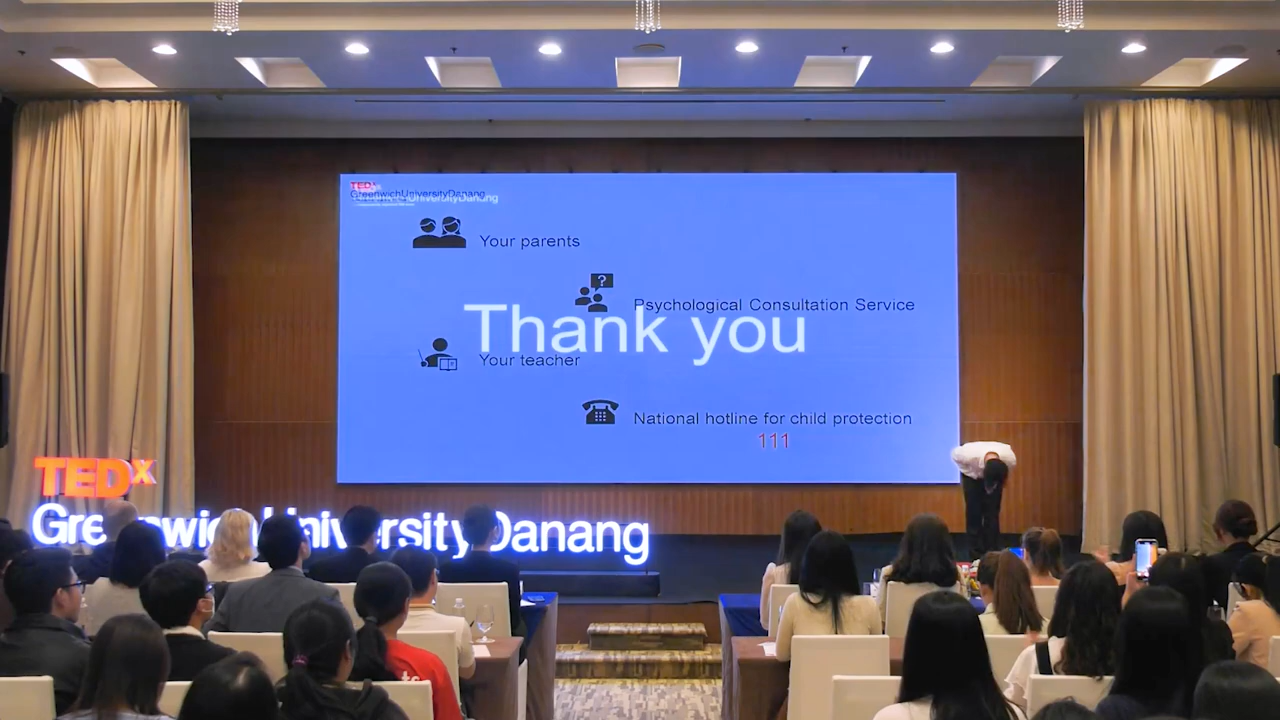 TEDx
GreenwichUniversityDanang
GreenwichUniversityDanang
Your parents
?
Psychological Consultation Service
Thank you
Your teacher
National hotline for child protection
111
TEDx
GreenwichUniversityDanang